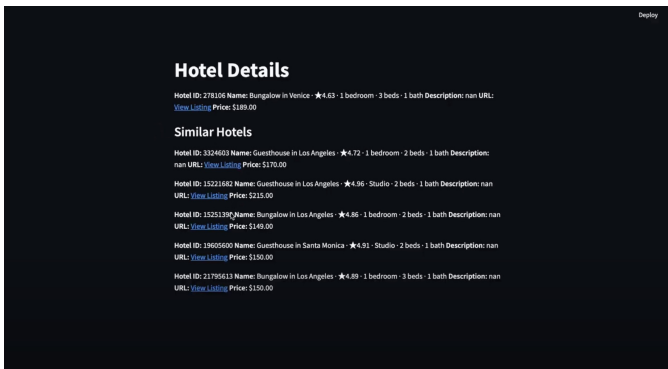 Deploy
Hotel Details
Hotel ID: 278106 Name: Bungalow in Venice · ★4.63 · 1 bedroom · 3 beds · 1 bath Description: nan URL:
View Listing Price: $189.00
Similar Hotels
Hotel ID: 3324603 Name: Guesthouse in Los Angeles · ★4.72 · 1 bedroom · 2 beds · 1 bath Description:
nan URL: View Listing Price: $170.00
Hotel ID: 15221682 Name: Guesthouse in Los Angeles · ★4.96 · Studio · 2 beds · 1 bath Description: nan
URL: View Listing Price: $215.00
Hotel ID: Name: Bungalow in Los Angeles · ★4.86 · 1 bedroom · 2 beds · 1 bath Description: nan
URL: View Listing Price: $149.00
Hotel ID: 19605600 Name: Guesthouse in Santa Monica · ★4.91 · Studio · 2 beds · 1 bath Description: nan
URL: View Listing Price: $150.00
Hotel ID: 21795613 Name: Bungalow in Los Angeles · ★4.89 · 1 bedroom · 3 beds · 1 bath Description: nan
URL: View Listing Price: $150.00